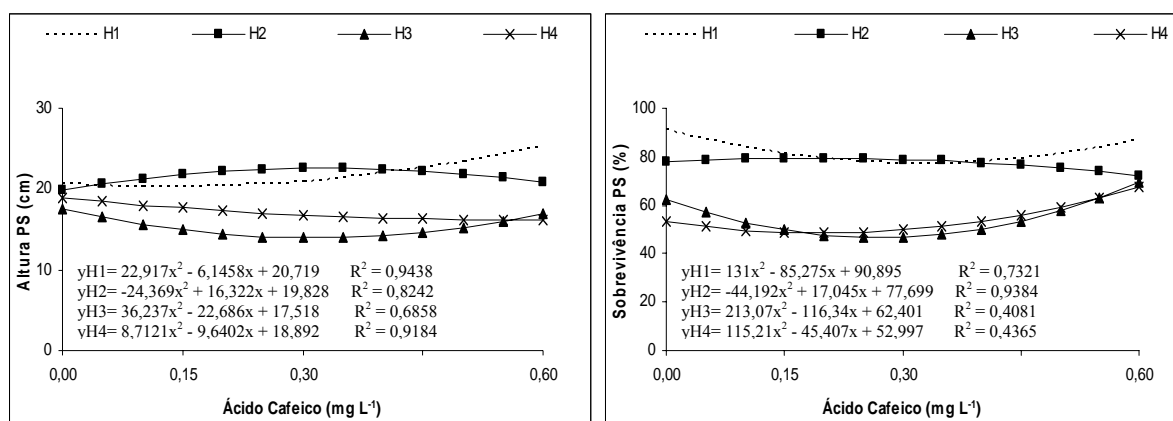 H1 H2 H3 H4
Altura PS (cm)
30
20
10
0
yH1= 22,917x² - 6,1458x + 20,719 R² = 0,9438
yH2= -24,369x² + 16,322x + 19,828 R² = 0,8242
yH3= 36,237x² - 22,686x + 17,518 R² = 0,6858
yH4= 8,7121x² - 9,6402x + 18,892 R² = 0,9184
0,00 0,15 0,30 0,45 0,60
Ácido Cafeico (mg L⁻¹)
H1 H2 H3 H4
Sobrevivência PS (%)
100
80
60
40
20
0
yH1= 131x² - 85,275x + 90,895 R² = 0,7321
yH2= -44,192x² + 17,045x + 77,699 R² = 0,9384
yH3= 213,07x² - 116,34x + 62,401 R² = 0,4081
yH4= 115,21x² - 45,407x + 52,997 R² = 0,4365
0,00 0,15 0,30 0,45 0,60
Ácido Cafeico (mg L⁻¹)